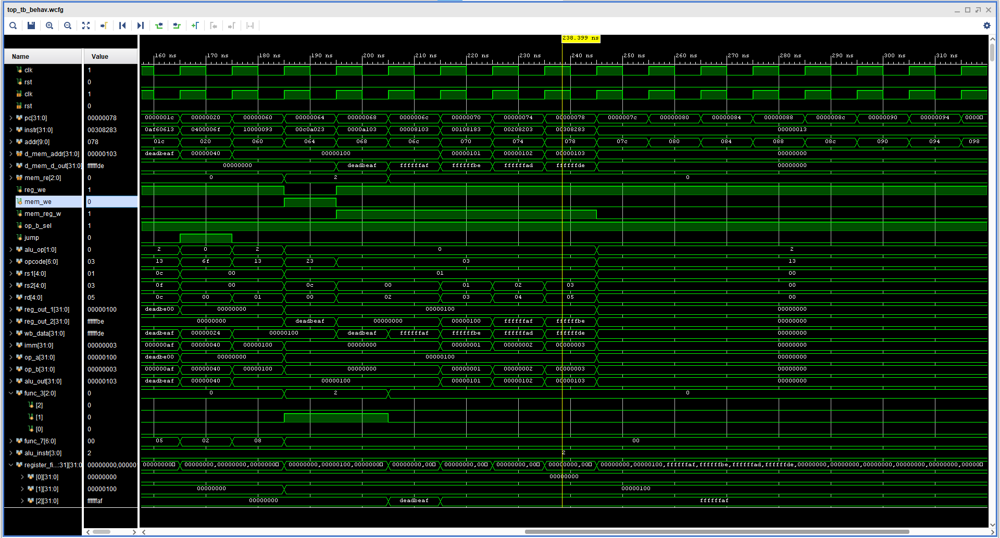 top_tb_behav.wcfg
238.399 ns
Name Value 160 ns 170 ns 180 ns 190 ns 200 ns 210 ns 220 ns 230 ns 240 ns 250 ns 260 ns 270 ns 280 ns 290 ns 300 ns 310 ns
clk 1
rst 0
clk 1
rst 0
pc[31:0] 00000078 0000001c 00000020 00000060 00000064 00000068 0000006c 00000070 00000074 00000078 0000007c 00000080 00000084 00000088 0000008c 00000090 00000094 0000
instr[31:0] 00308283 0af60613 0400006f 10000093 00c0a023 0000a103 00008103 00108183 00208203 00308283 00000013
addr[9:0] 078 01c 020 060 064 068 06c 070 074 078 07c 080 084 088 08c 090 094 098
d_mem_addr[31:0] 00000103 deadbeaf 00000040 00000100 00000101 00000102 00000103 00000000
d_mem_d_out[31:0] ffffffde 00000000 deadbeaf ffffffaf ffffffbe ffffffad ffffffde 00000000
mem_re[2:0] 0 0 2 0
reg_we 1
mem_we 0
mem_reg_w 1
op_b_sel 1
jump 0
alu_op[1:0] 0 2 0 2 0 2
opcode[6:0] 03 13 6f 13 23 03 13
rs1[4:0] 01 0c 00 01 00
rs2[4:0] 03 0f 00 0c 00 01 02 03 00
rd[4:0] 05 0c 00 01 00 02 03 04 05 00
reg_out_1[31:0] 00000100 deadbe00 00000000 00000100 00000000
reg_out_2[31:0] ffffffbe 00000000 deadbeaf 00000000 00000100 ffffffaf ffffffbe 00000000
wb_data[31:0] ffffffde deadbeaf 00000024 00000100 deadbeaf ffffffaf ffffffbe ffffffad ffffffde 00000000
imm[31:0] 00000003 000000af 00000040 00000100 00000000 00000001 00000002 00000003 00000000
op_a[31:0] 00000100 deadbe00 00000000 00000100 00000000
op_b[31:0] 00000003 000000af 00000040 00000100 00000000 00000001 00000002 00000003 00000000
alu_out[31:0] 00000103 deadbeaf 00000040 00000100 00000101 00000102 00000103 00000000
func_3[2:0] 0 0 2 0
[2] 0
[1] 0
[0] 0
func_7[6:0] 00 05 02 08 00
alu_instr[3:0] 2 2
register_fi...:31][31:0 00000000,00000 00000000 00000000,00000000,0000000 00000000,00000100,0000000 00000000,00 00000000,00 00000000,00 00000000,00 00000000,00000100,ffffffaf,ffffffbe,ffffffad,ffffffde,00000000,00000000,00000000,00000000,00000000,00000
[0][31:0] 00000000 00000000
[1][31:0] 00000100 00000000 00000100
[2][31:0] ffffffaf 00000000 deadbeaf ffffffaf